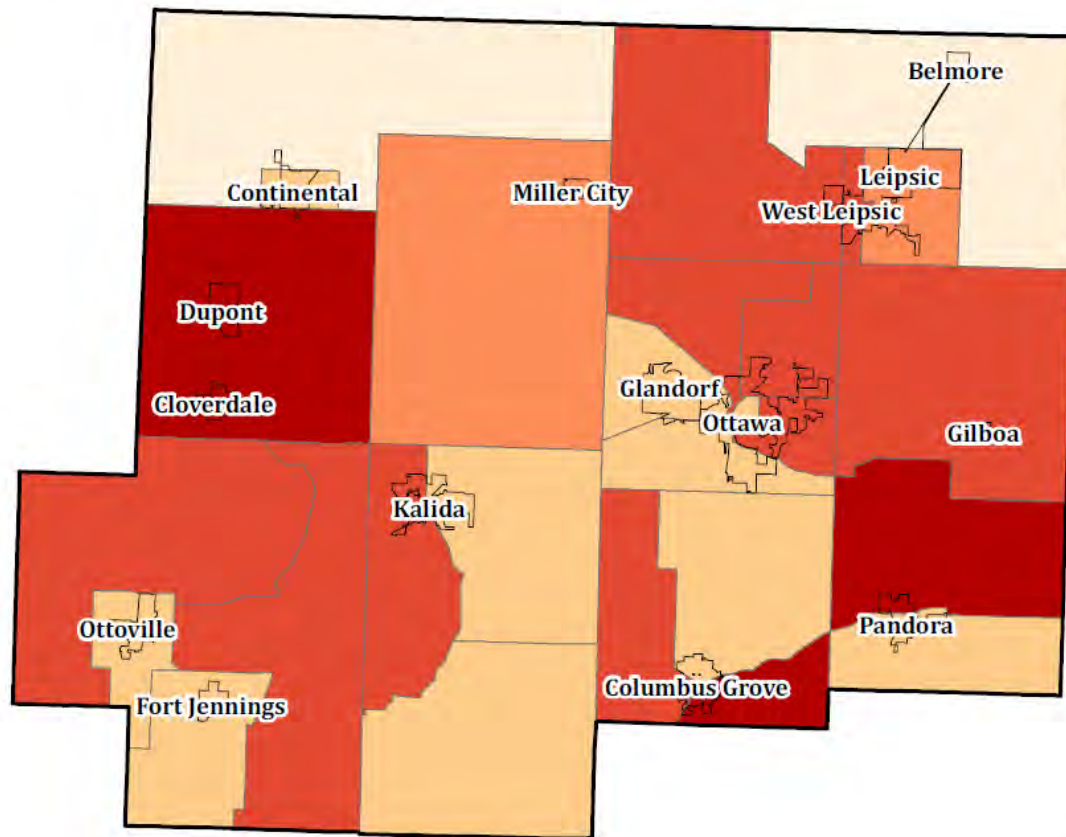 Belmore
Leipsic
Continental
Miller City
West Leipsic
Dupont
Glandorf
Cloverdale
Ottawa
Gilboa
Kalida
Ottoville
Pandora
Columbus Grove
Fort Jennings